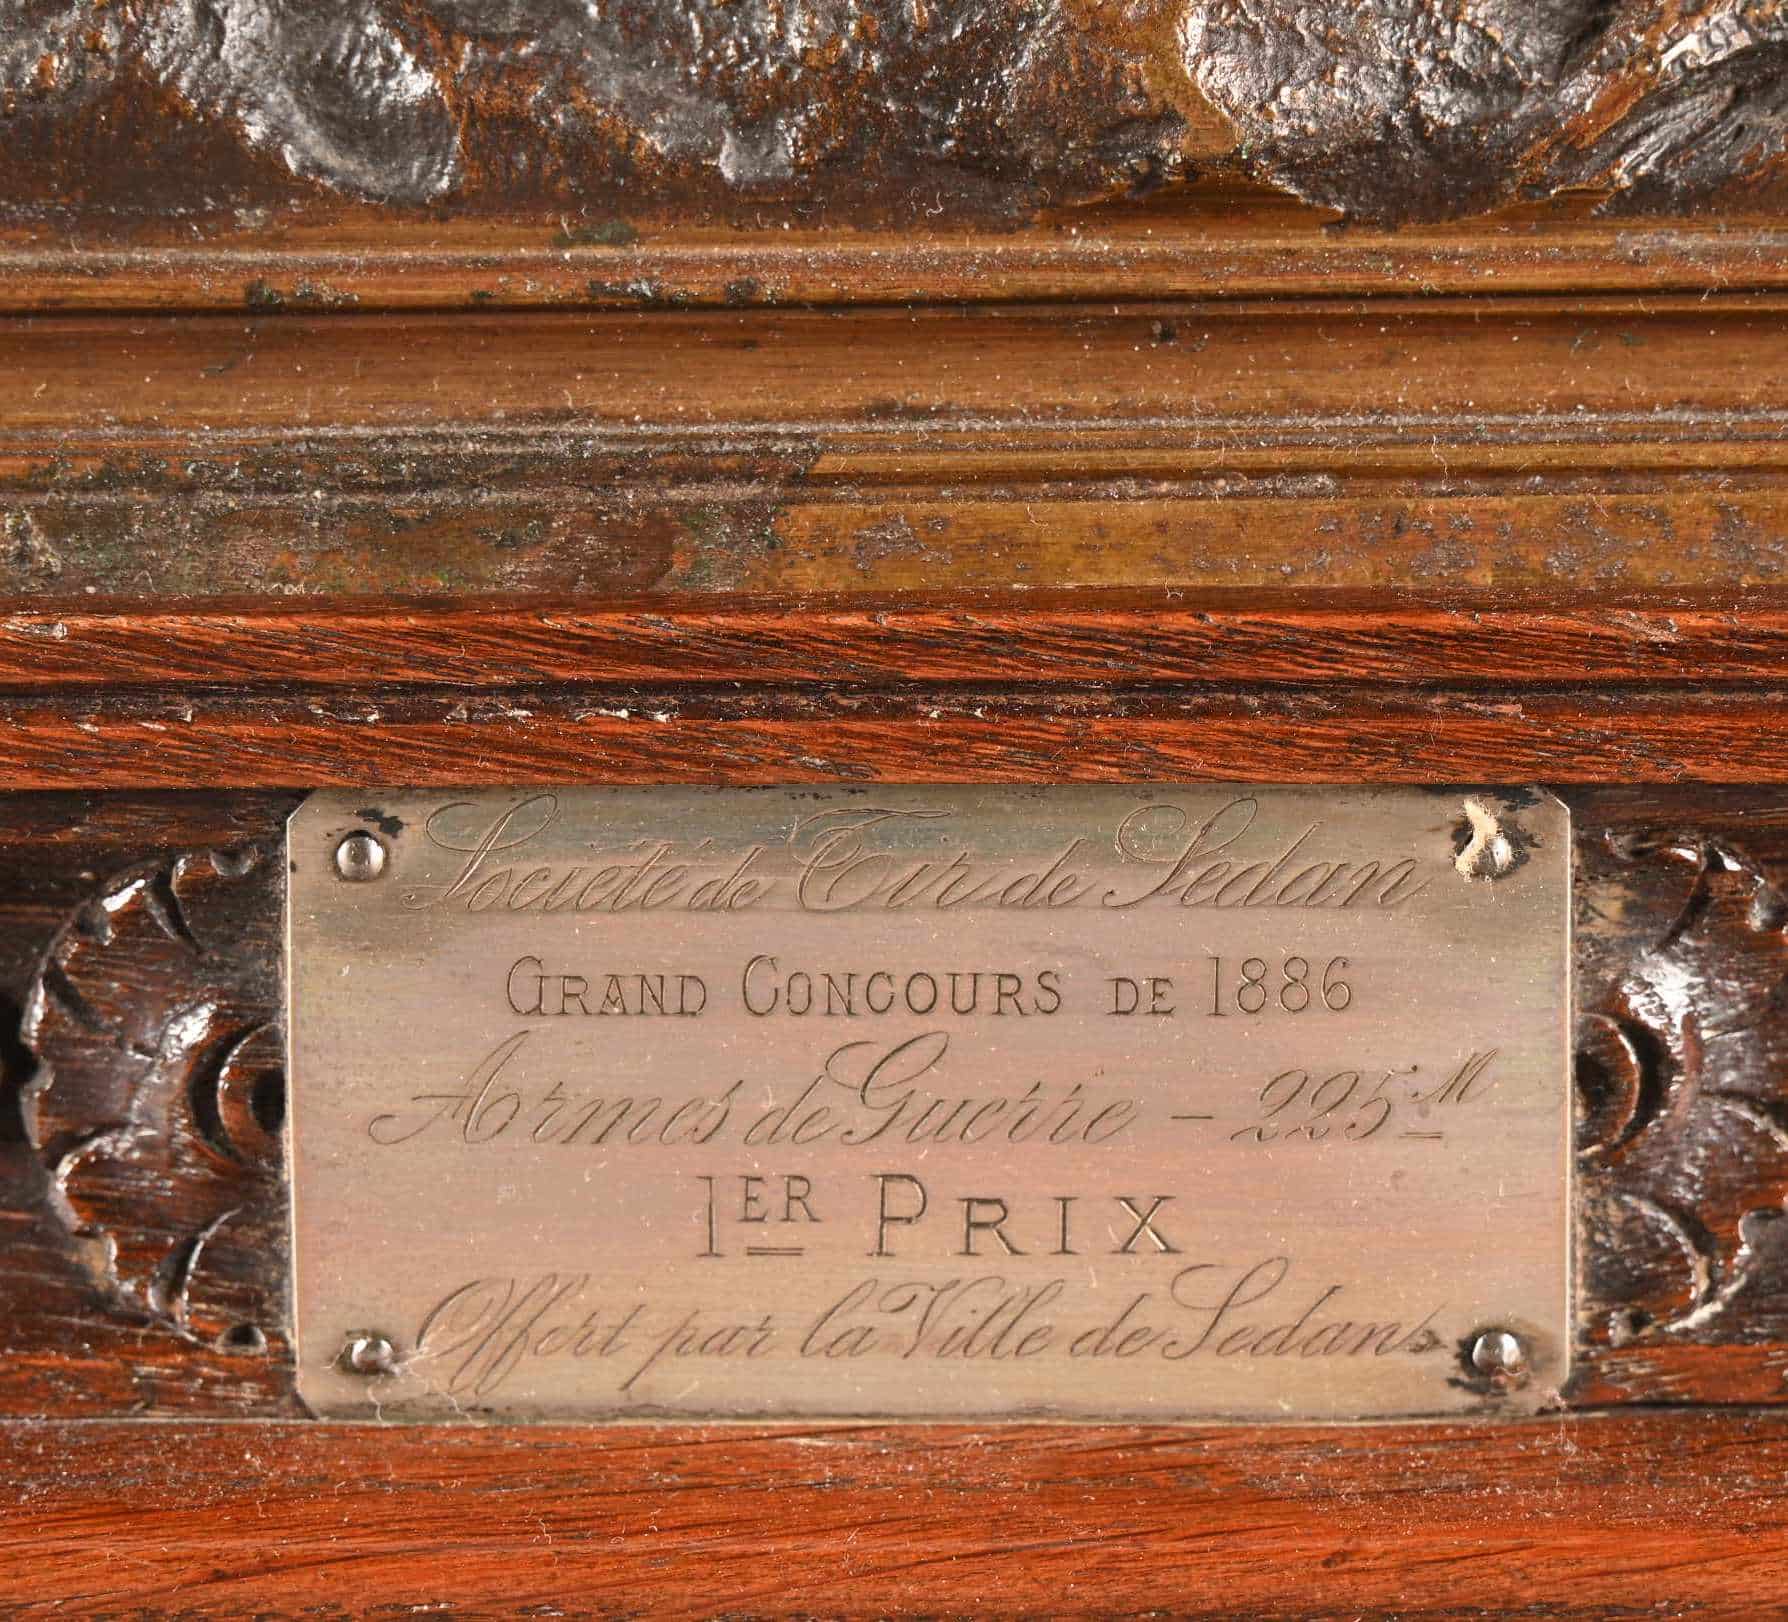 Société de Tir de Sedan
GRAND CONCOURS DE 1886
Armes de Guerre - 225 M
1ER PRIX
Offert par la Ville de Sedan